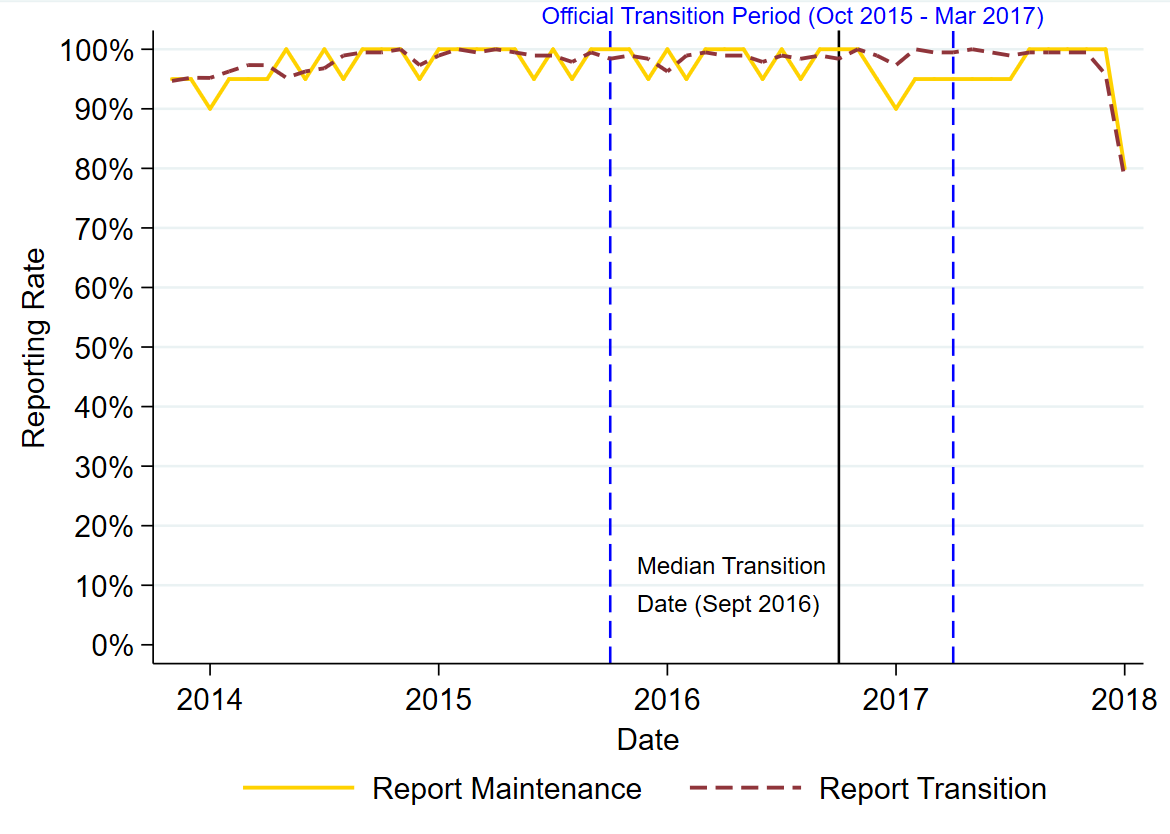 Official Transition Period (Oct 2015 - Mar 2017)
100%
90%
80%
70%
60%
50%
40%
30%
20%
10%
0%
Reporting Rate
Median Transition
Date (Sept 2016)
2014 2015 2016 2017 2018
Date
Report Maintenance Report Transition